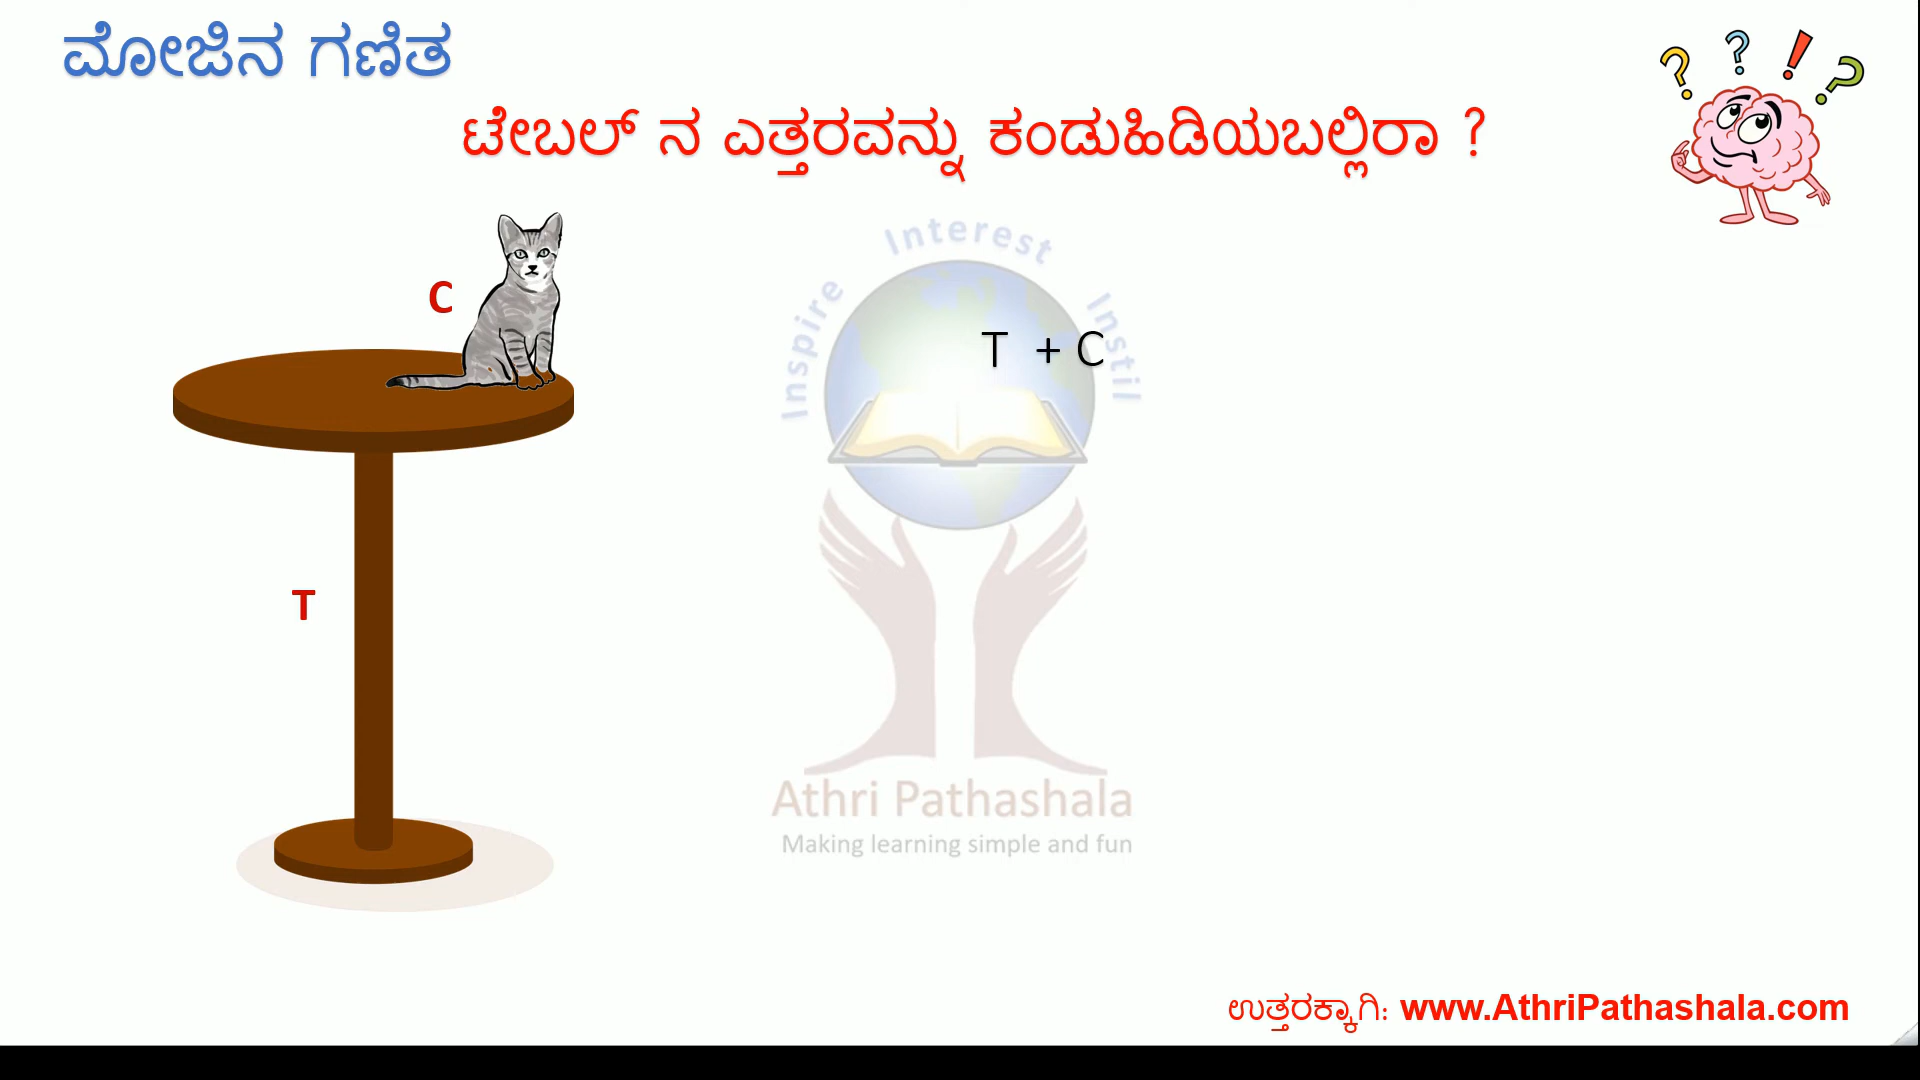 ಮೋಜಿನ ಗಣಿತ
ಟೇಬಲ್ ನ ಎತ್ತರವನ್ನು ಕಂಡುಹಿಡಿಯಬಲ್ಲಿರಾ ?
C
T + C
T
Inspire Interest Instil
Athri Pathashala
Making learning simple and fun
ಉತ್ತರಕ್ಕಾಗಿ: www.AthriPathashala.com